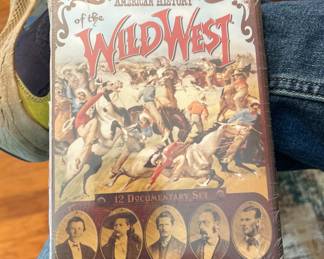 AMERICAN HISTORY
of the
WILD WEST
12 DOCUMENTARY SET